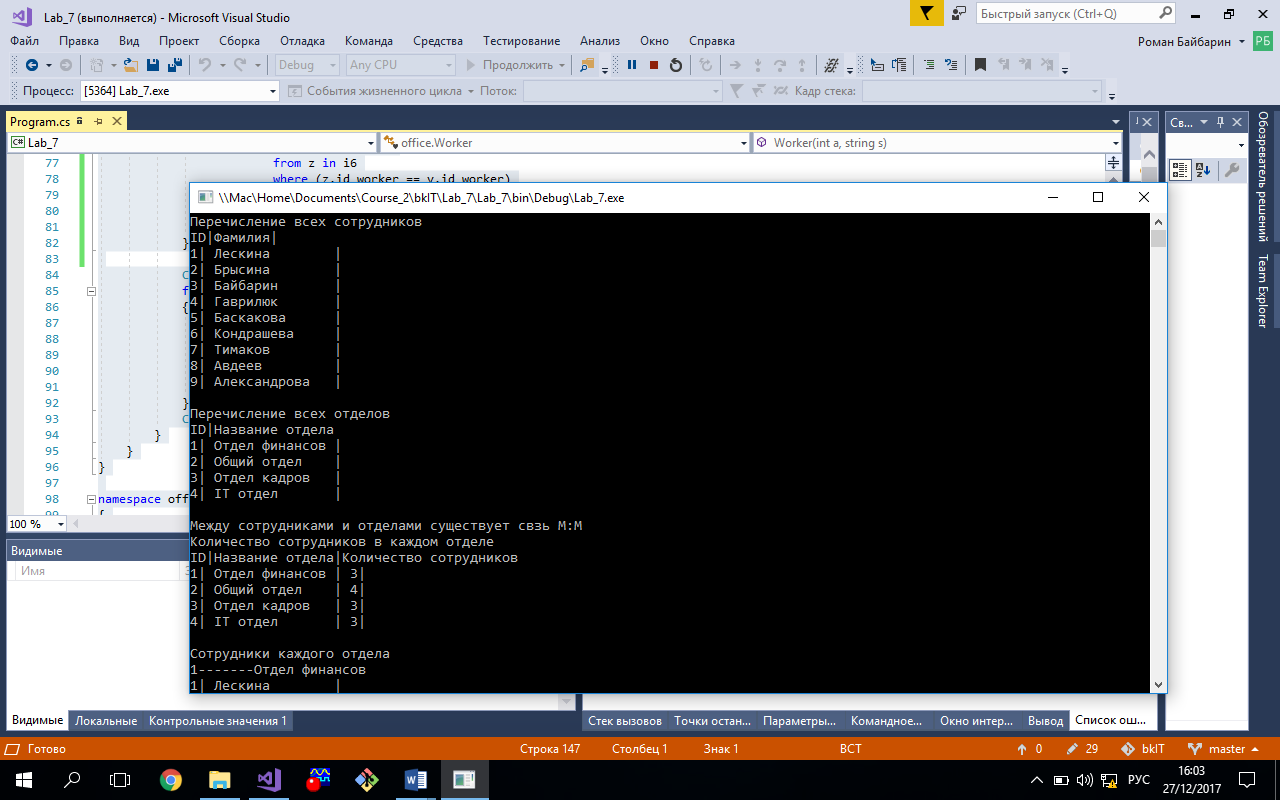 Lab_7 (выполняется) - Microsoft Visual Studio
Быстрый запуск (Ctrl+Q)
Файл Правка Вид Проект Сборка Отладка Команда Средства Тестирование Анализ Окно Справка
Роман Байбарин РБ
Debug Any CPU Продолжить
Процесс: [5364] Lab_7.exe События жизненного цикла Поток: Кадр стека:
Program.cs
Св...
C# Lab_7 office.Worker Worker(int a, string s)
77 from z in i6
78 where (z.id_worker == y.id_worker)
79
80
81
82 }
83
84 C
85 f
86 {
87
88
89
90
91
92 }
93 C
94 }
95 }
96 }
97
98 namespace off
99 {
100 %
Обозреватель решений
Team Explorer
\\Mac\Home\Documents\Course_2\bkIT\Lab_7\Lab_7\bin\Debug\Lab_7.exe
Перечисление всех сотрудников
ID|Фамилия|
1| Лескина |
2| Брысина |
3| Байбарин |
4| Гаврилюк |
5| Баскакова |
6| Кондрашева |
7| Тимаков |
8| Авдеев |
9| Александрова |
Перечисление всех отделов
ID|Название отдела
1| Отдел финансов |
2| Общий отдел |
3| Отдел кадров |
4| IT отдел |
Между сотрудниками и отделами существует свзь М:М
Количество сотрудников в каждом отделе
ID|Название отдела|Количество сотрудников
1| Отдел финансов | 3|
2| Общий отдел | 4|
3| Отдел кадров | 3|
4| IT отдел | 3|
Сотрудники каждого отдела
1-------Отдел финансов
1| Лескина |
Видимые
Имя
Видимые Локальные Контрольные значения 1
Стек вызовов Точки остан... Параметры... Командное... Окно интер... Вывод Список ош...
Готово Строка 147 Столбец 1 Знак 1 ВСТ 0 29 bkIT master
РУС
16:03
27/12/2017